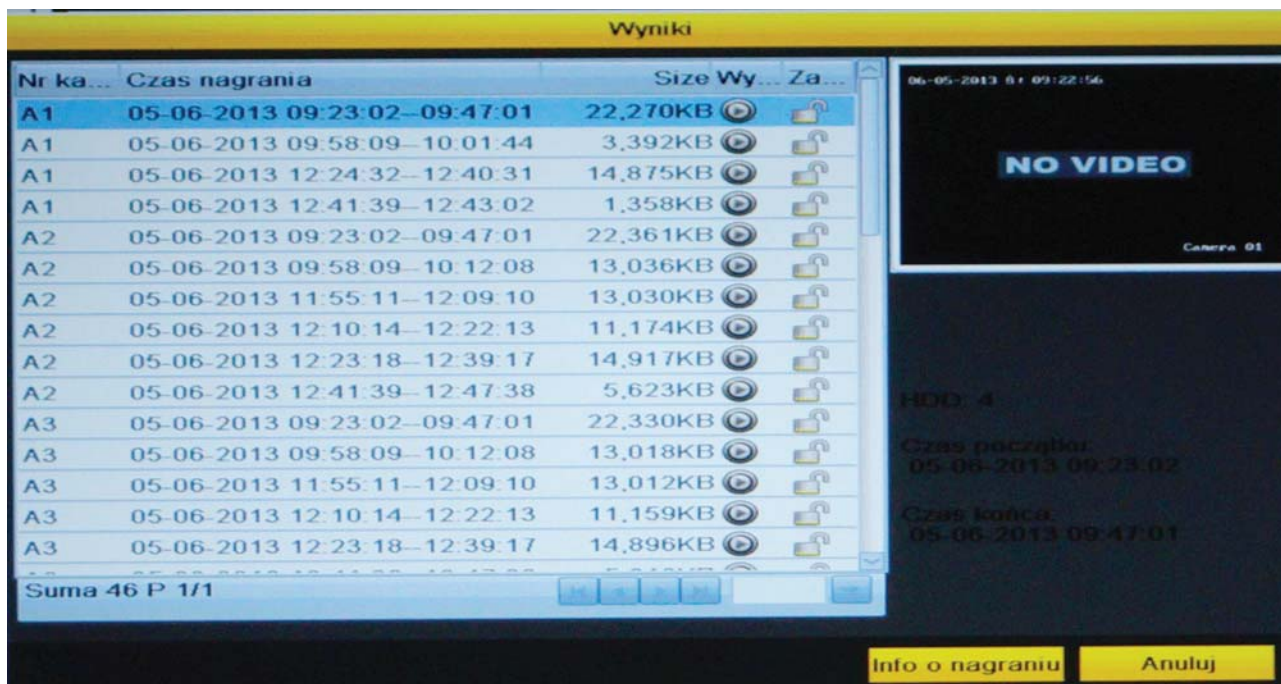 Wyniki
Nr ka... Czas nagrania Size Wy... Za...
A1 05-06-2013 09:23:02--09:47:01 22,270KB
A1 05-06-2013 09:58:09--10:01:44 3,392KB
A1 05-06-2013 12:24:32--12:40:31 14,875KB
A1 05-06-2013 12:41:39--12:43:02 1,358KB
A2 05-06-2013 09:23:02--09:47:01 22,361KB
A2 05-06-2013 09:58:09--10:12:08 13,036KB
A2 05-06-2013 11:55:11--12:09:10 13,030KB
A2 05-06-2013 12:10:14--12:22:13 11,174KB
A2 05-06-2013 12:23:18--12:39:17 14,917KB
A2 05-06-2013 12:41:39--12:47:38 5,623KB
A3 05-06-2013 09:23:02--09:47:01 22,330KB
A3 05-06-2013 09:58:09--10:12:08 13,018KB
A3 05-06-2013 11:55:11--12:09:10 13,012KB
A3 05-06-2013 12:10:14--12:22:13 11,159KB
A3 05-06-2013 12:23:18--12:39:17 14,896KB
Suma 46 P 1/1
06-05-2013 śr 09:22:56
NO VIDEO
Camera 01
HDD: 4
Czas początku:
05-06-2013 09:23:02
Czas końca:
05-06-2013 09:47:01
Info o nagraniu
Anuluj